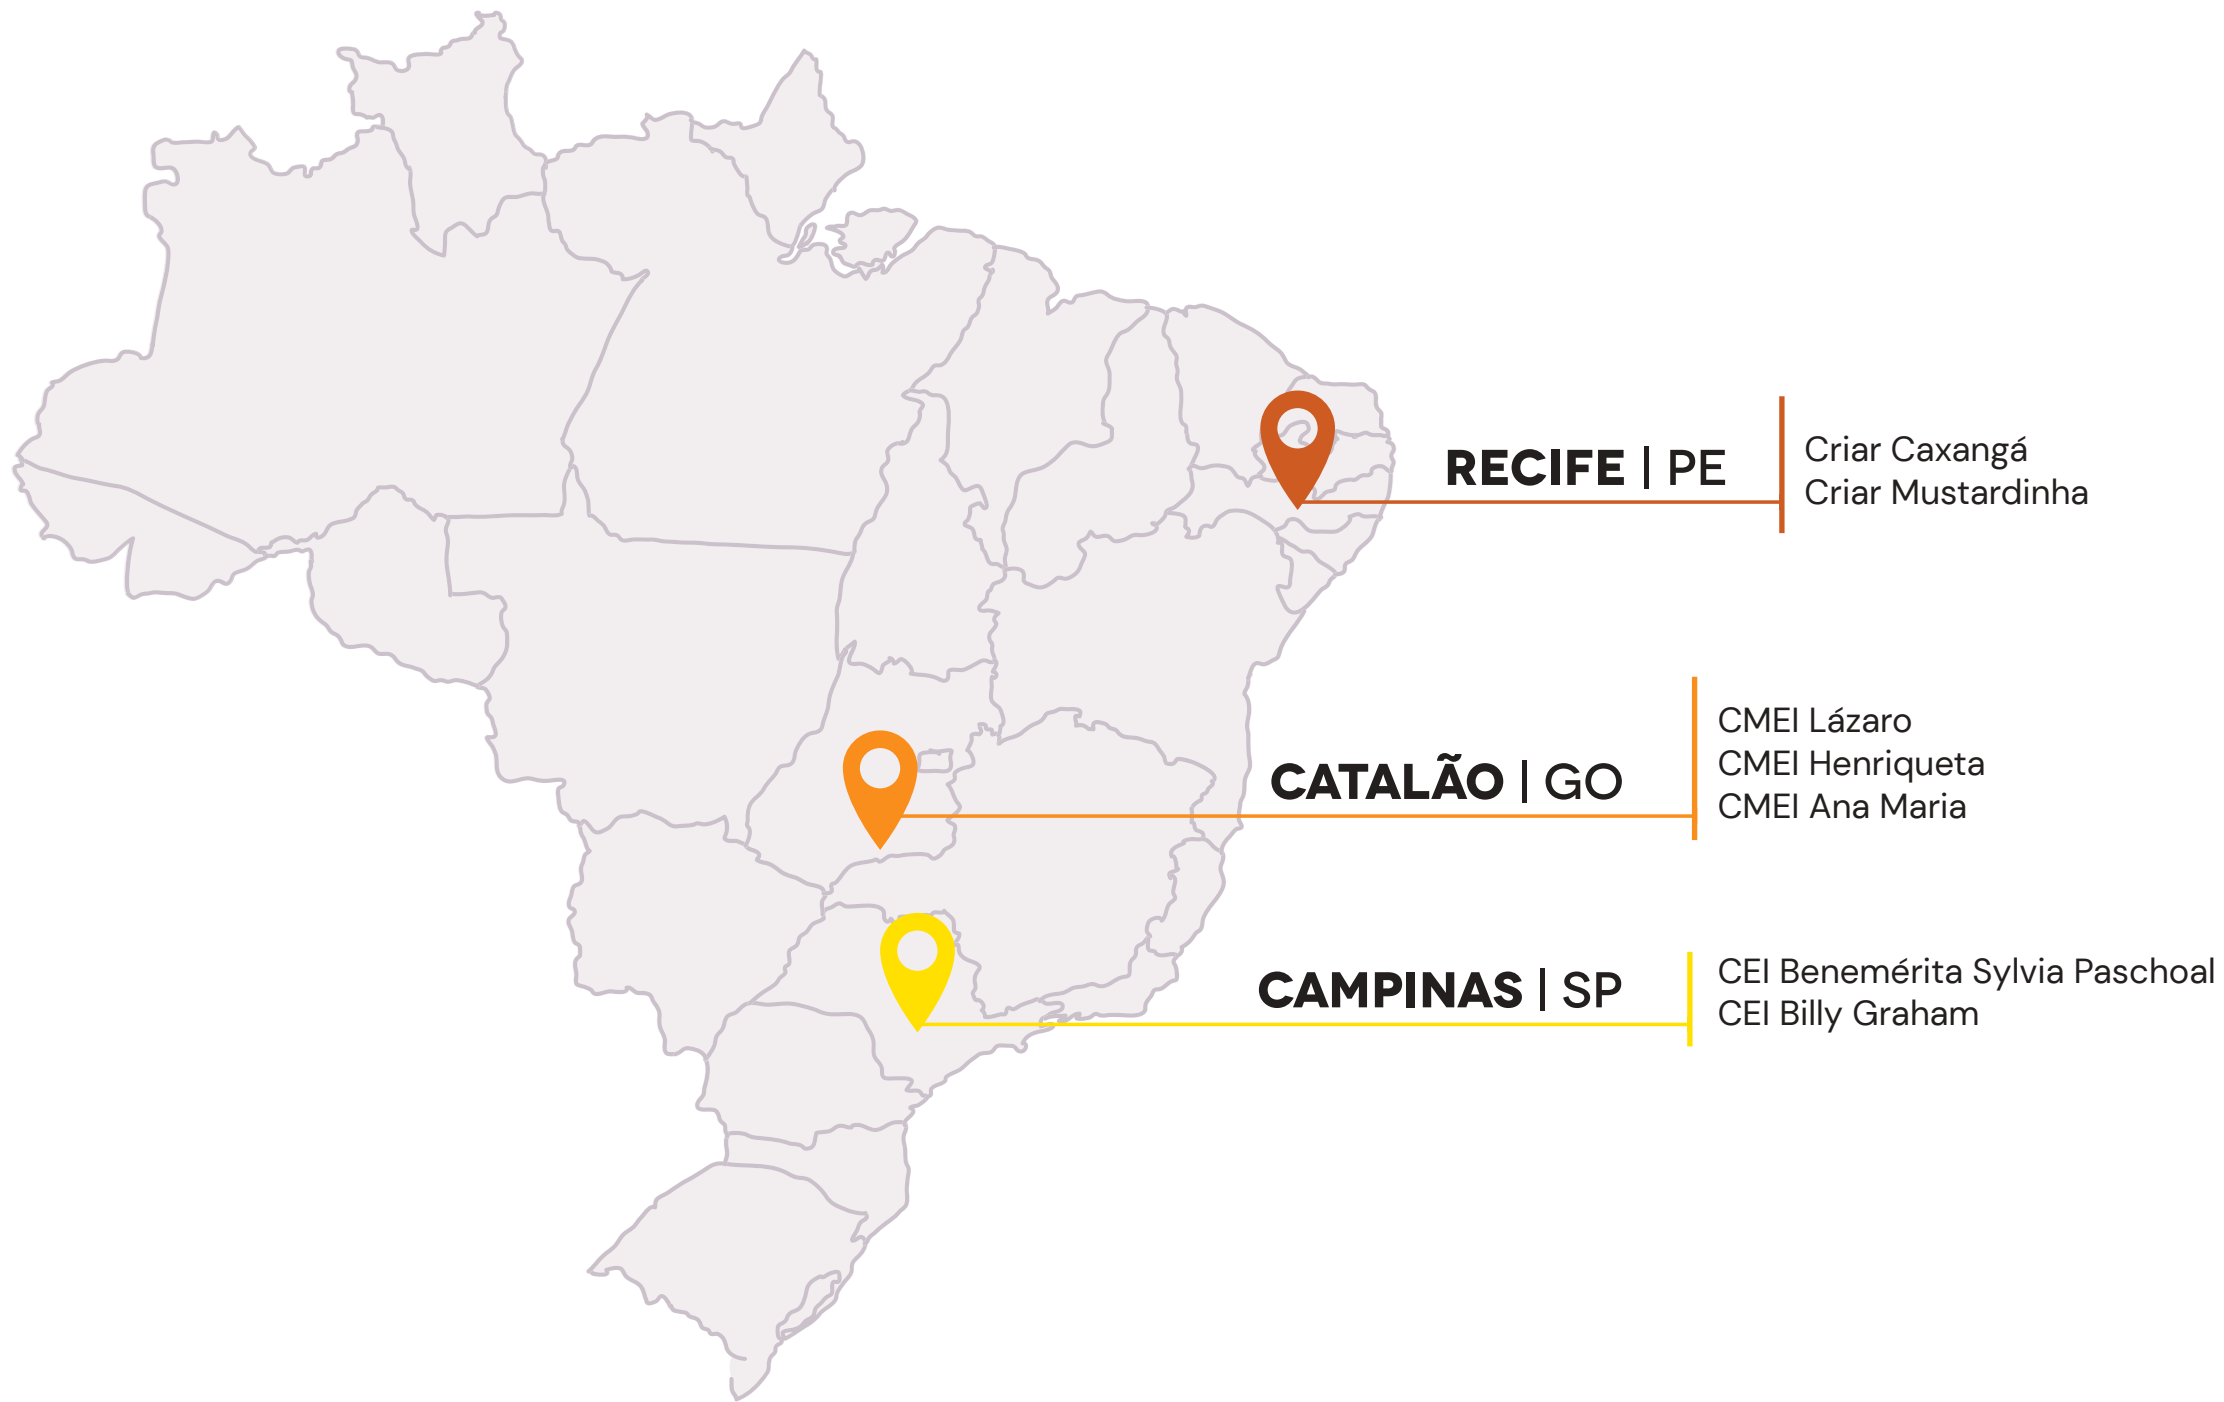 RECIFE | PE
Criar Caxangá
Criar Mustardinha
CATALÃO | GO
CMEI Lázaro
CMEI Henriqueta
CMEI Ana Maria
CAMPINAS | SP
CEI Benemérita Sylvia Paschoal
CEI Billy Graham